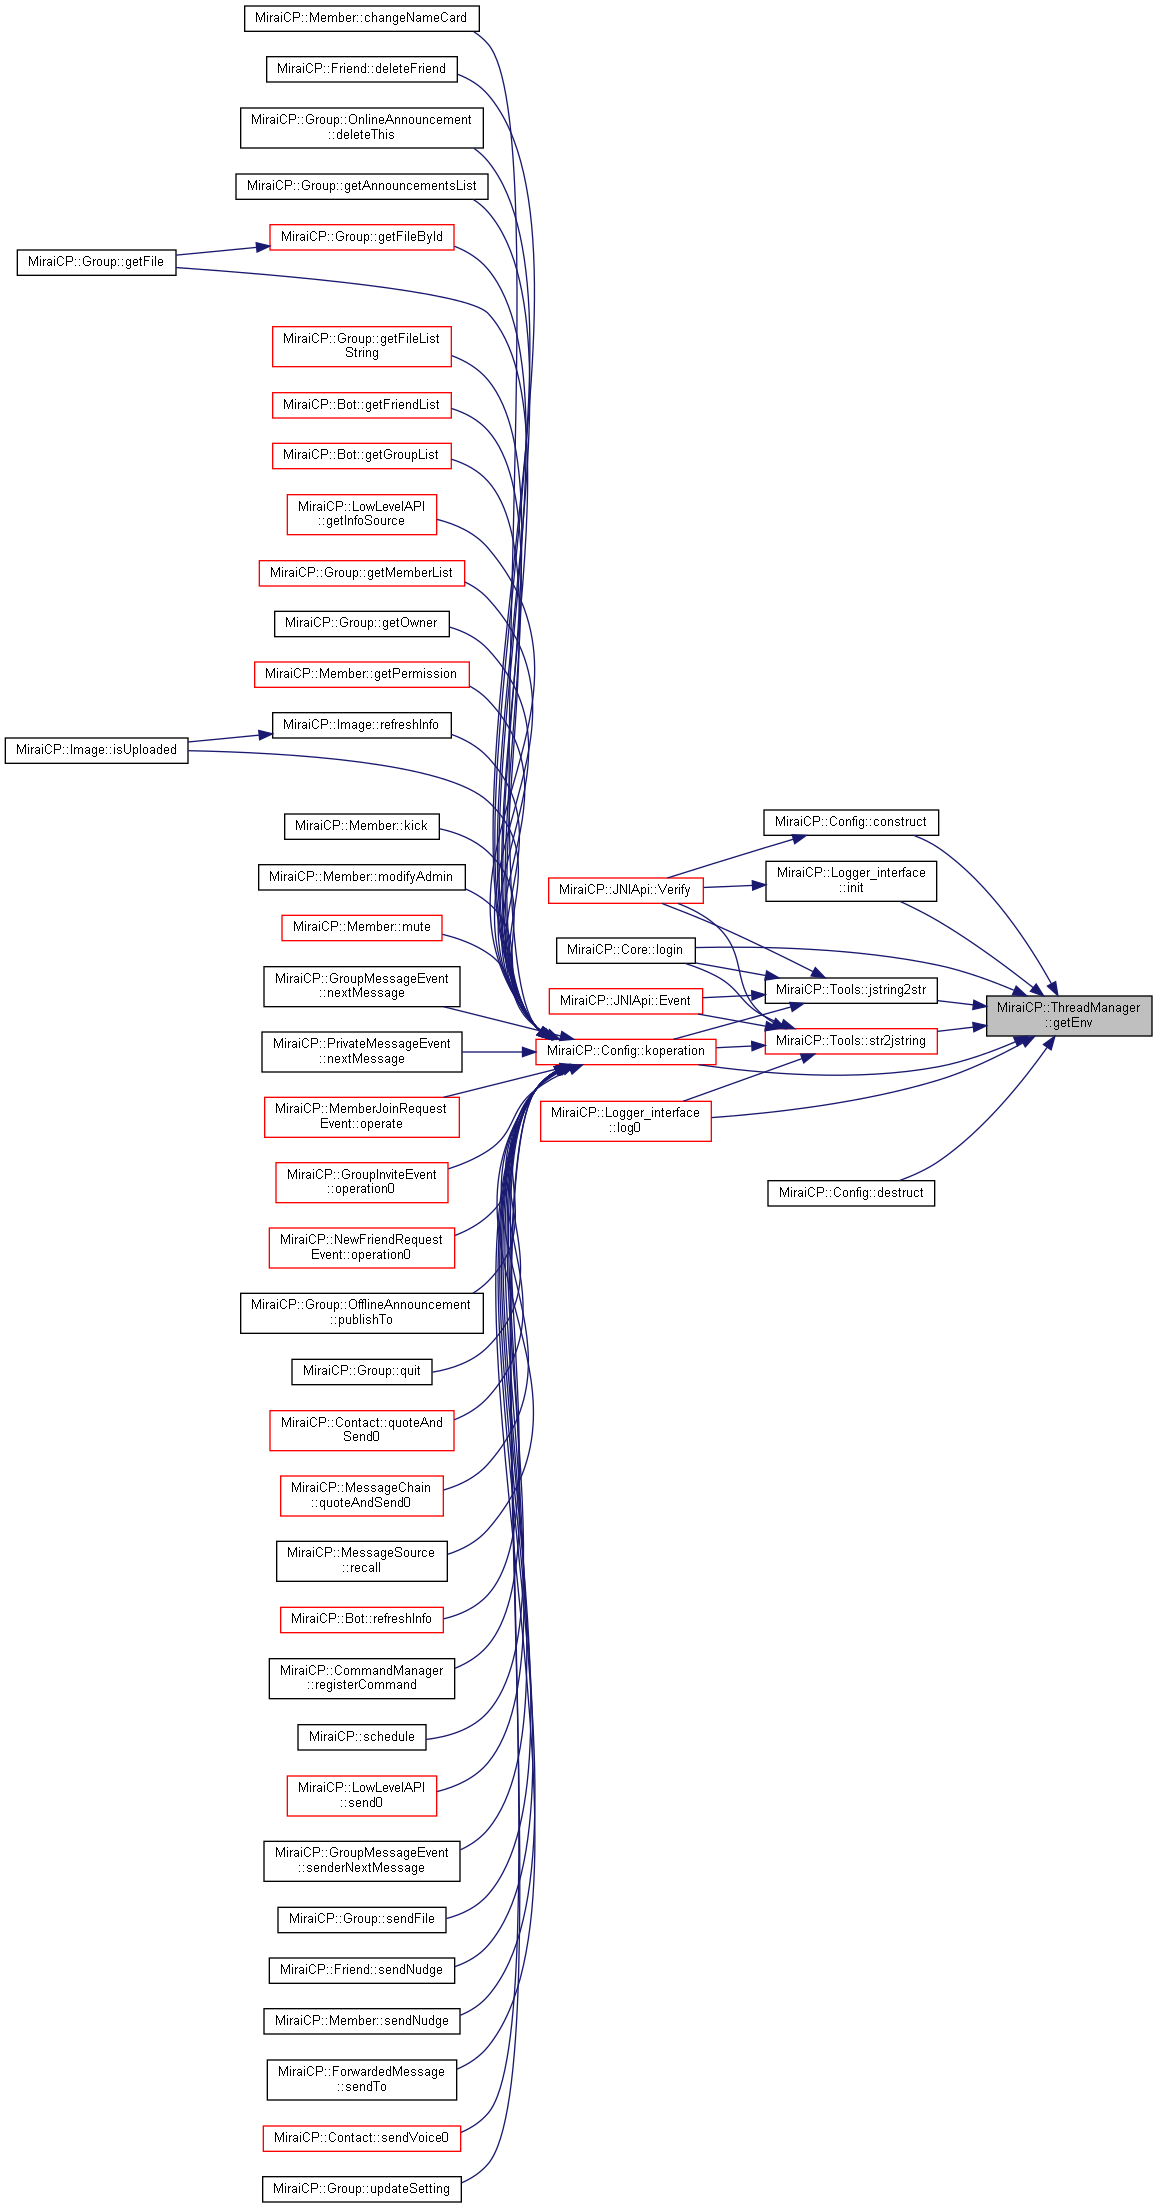 MiraiCP::Member::changeNameCard
MiraiCP::Friend::deleteFriend
MiraiCP::Group::OnlineAnnouncement
::deleteThis
MiraiCP::Group::getAnnouncementsList
MiraiCP::Group::getFileById
MiraiCP::Group::getFile
MiraiCP::Group::getFileList
String
MiraiCP::Bot::getFriendList
MiraiCP::Bot::getGroupList
MiraiCP::LowLevelAPI
::getInfoSource
MiraiCP::Group::getMemberList
MiraiCP::Group::getOwner
MiraiCP::Member::getPermission
MiraiCP::Image::refreshInfo
MiraiCP::Image::isUploaded
MiraiCP::Member::kick
MiraiCP::Member::modifyAdmin
MiraiCP::Member::mute
MiraiCP::GroupMessageEvent
::nextMessage
MiraiCP::PrivateMessageEvent
::nextMessage
MiraiCP::MemberJoinRequest
Event::operate
MiraiCP::GroupInviteEvent
::operation0
MiraiCP::NewFriendRequest
Event::operation0
MiraiCP::Group::OfflineAnnouncement
::publishTo
MiraiCP::Group::quit
MiraiCP::Contact::quoteAnd
Send0
MiraiCP::MessageChain
::quoteAndSend0
MiraiCP::MessageSource
::recall
MiraiCP::Bot::refreshInfo
MiraiCP::CommandManager
::registerCommand
MiraiCP::schedule
MiraiCP::LowLevelAPI
::send0
MiraiCP::GroupMessageEvent
::senderNextMessage
MiraiCP::Group::sendFile
MiraiCP::Friend::sendNudge
MiraiCP::Member::sendNudge
MiraiCP::ForwardedMessage
::sendTo
MiraiCP::Contact::sendVoice0
MiraiCP::Group::updateSetting
MiraiCP::JNIApi::Verify
MiraiCP::Core::login
MiraiCP::JNIApi::Event
MiraiCP::Config::koperation
MiraiCP::Logger_interface
::log0
MiraiCP::Config::construct
MiraiCP::Logger_interface
::init
MiraiCP::Tools::jstring2str
MiraiCP::Tools::str2jstring
MiraiCP::Config::destruct
MiraiCP::ThreadManager
::getEnv